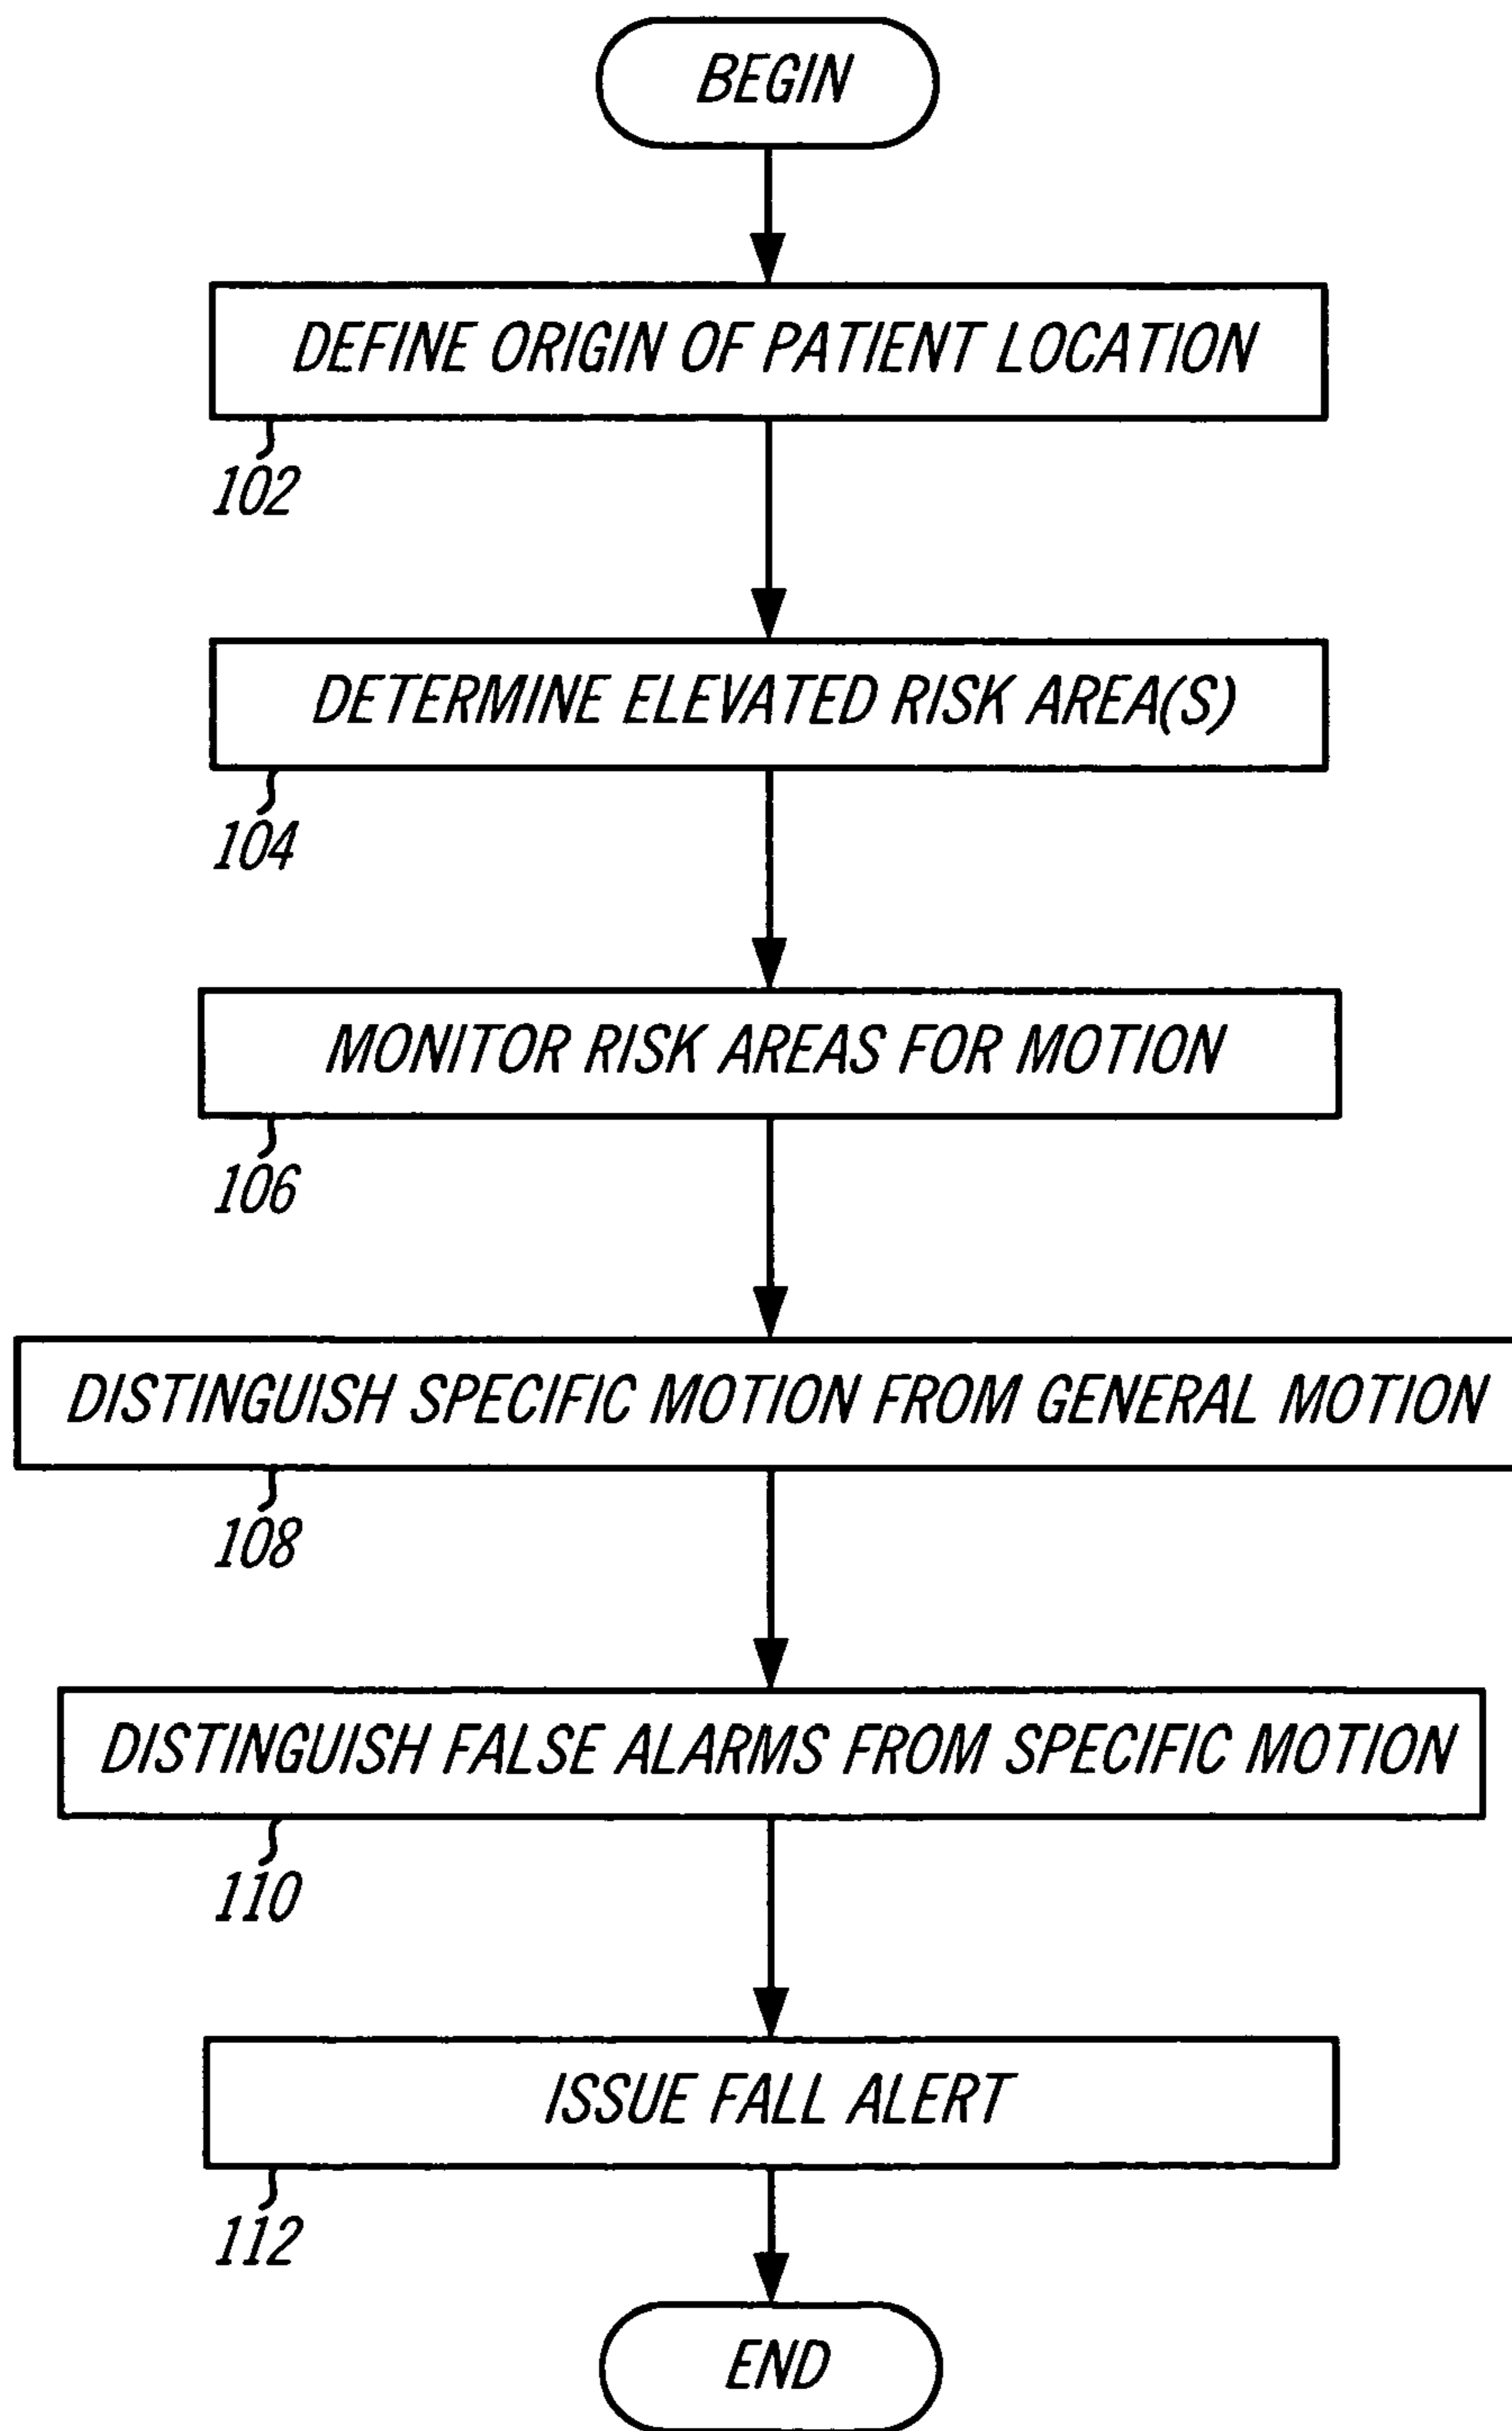 BEGIN
DEFINE ORIGIN OF PATIENT LOCATION
102
DETERMINE ELEVATED RISK AREA(S)
104
MONITOR RISK AREAS FOR MOTION
106
DISTINGUISH SPECIFIC MOTION FROM GENERAL MOTION
108
DISTINGUISH FALSE ALARMS FROM SPECIFIC MOTION
110
ISSUE FALL ALERT
112
END